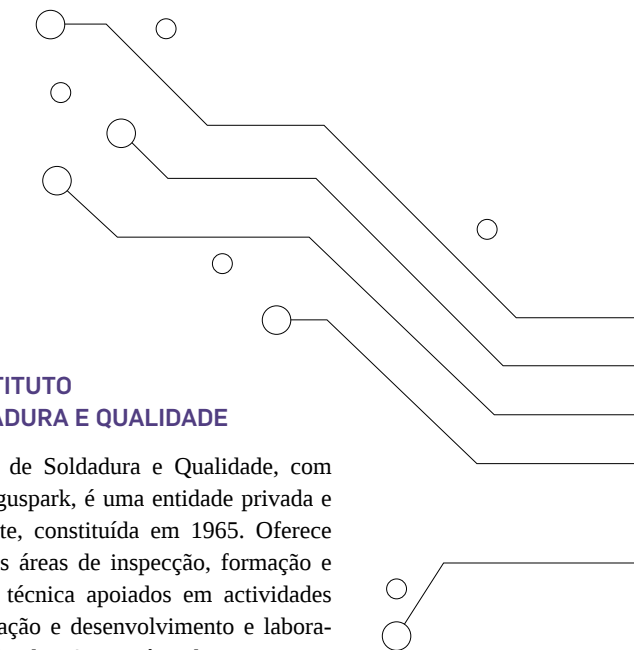 TITUTO
ADURA E QUALIDADE
de Soldadura e Qualidade, com
guspark, é uma entidade privada e
te, constituída em 1965. Oferece
s áreas de inspecção, formação e
técnica apoiados em actividades
ação e desenvolvimento e labora-